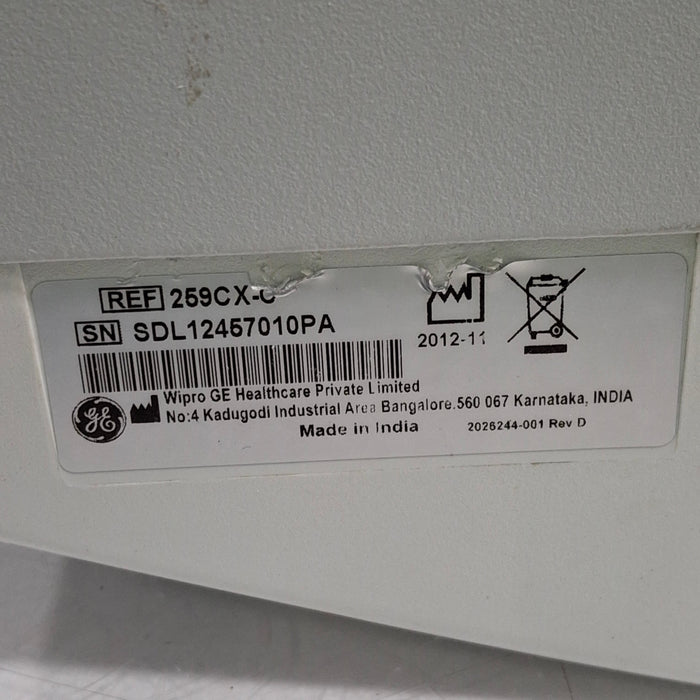 REF 259CX-C
SN SDL12457010PA
2012-11
Wipro GE Healthcare Private Limited
No:4 Kadugodi Industrial Area Bangalore.560 067 Karnataka, INDIA
GE
Made in India
2026244-001 Rev D